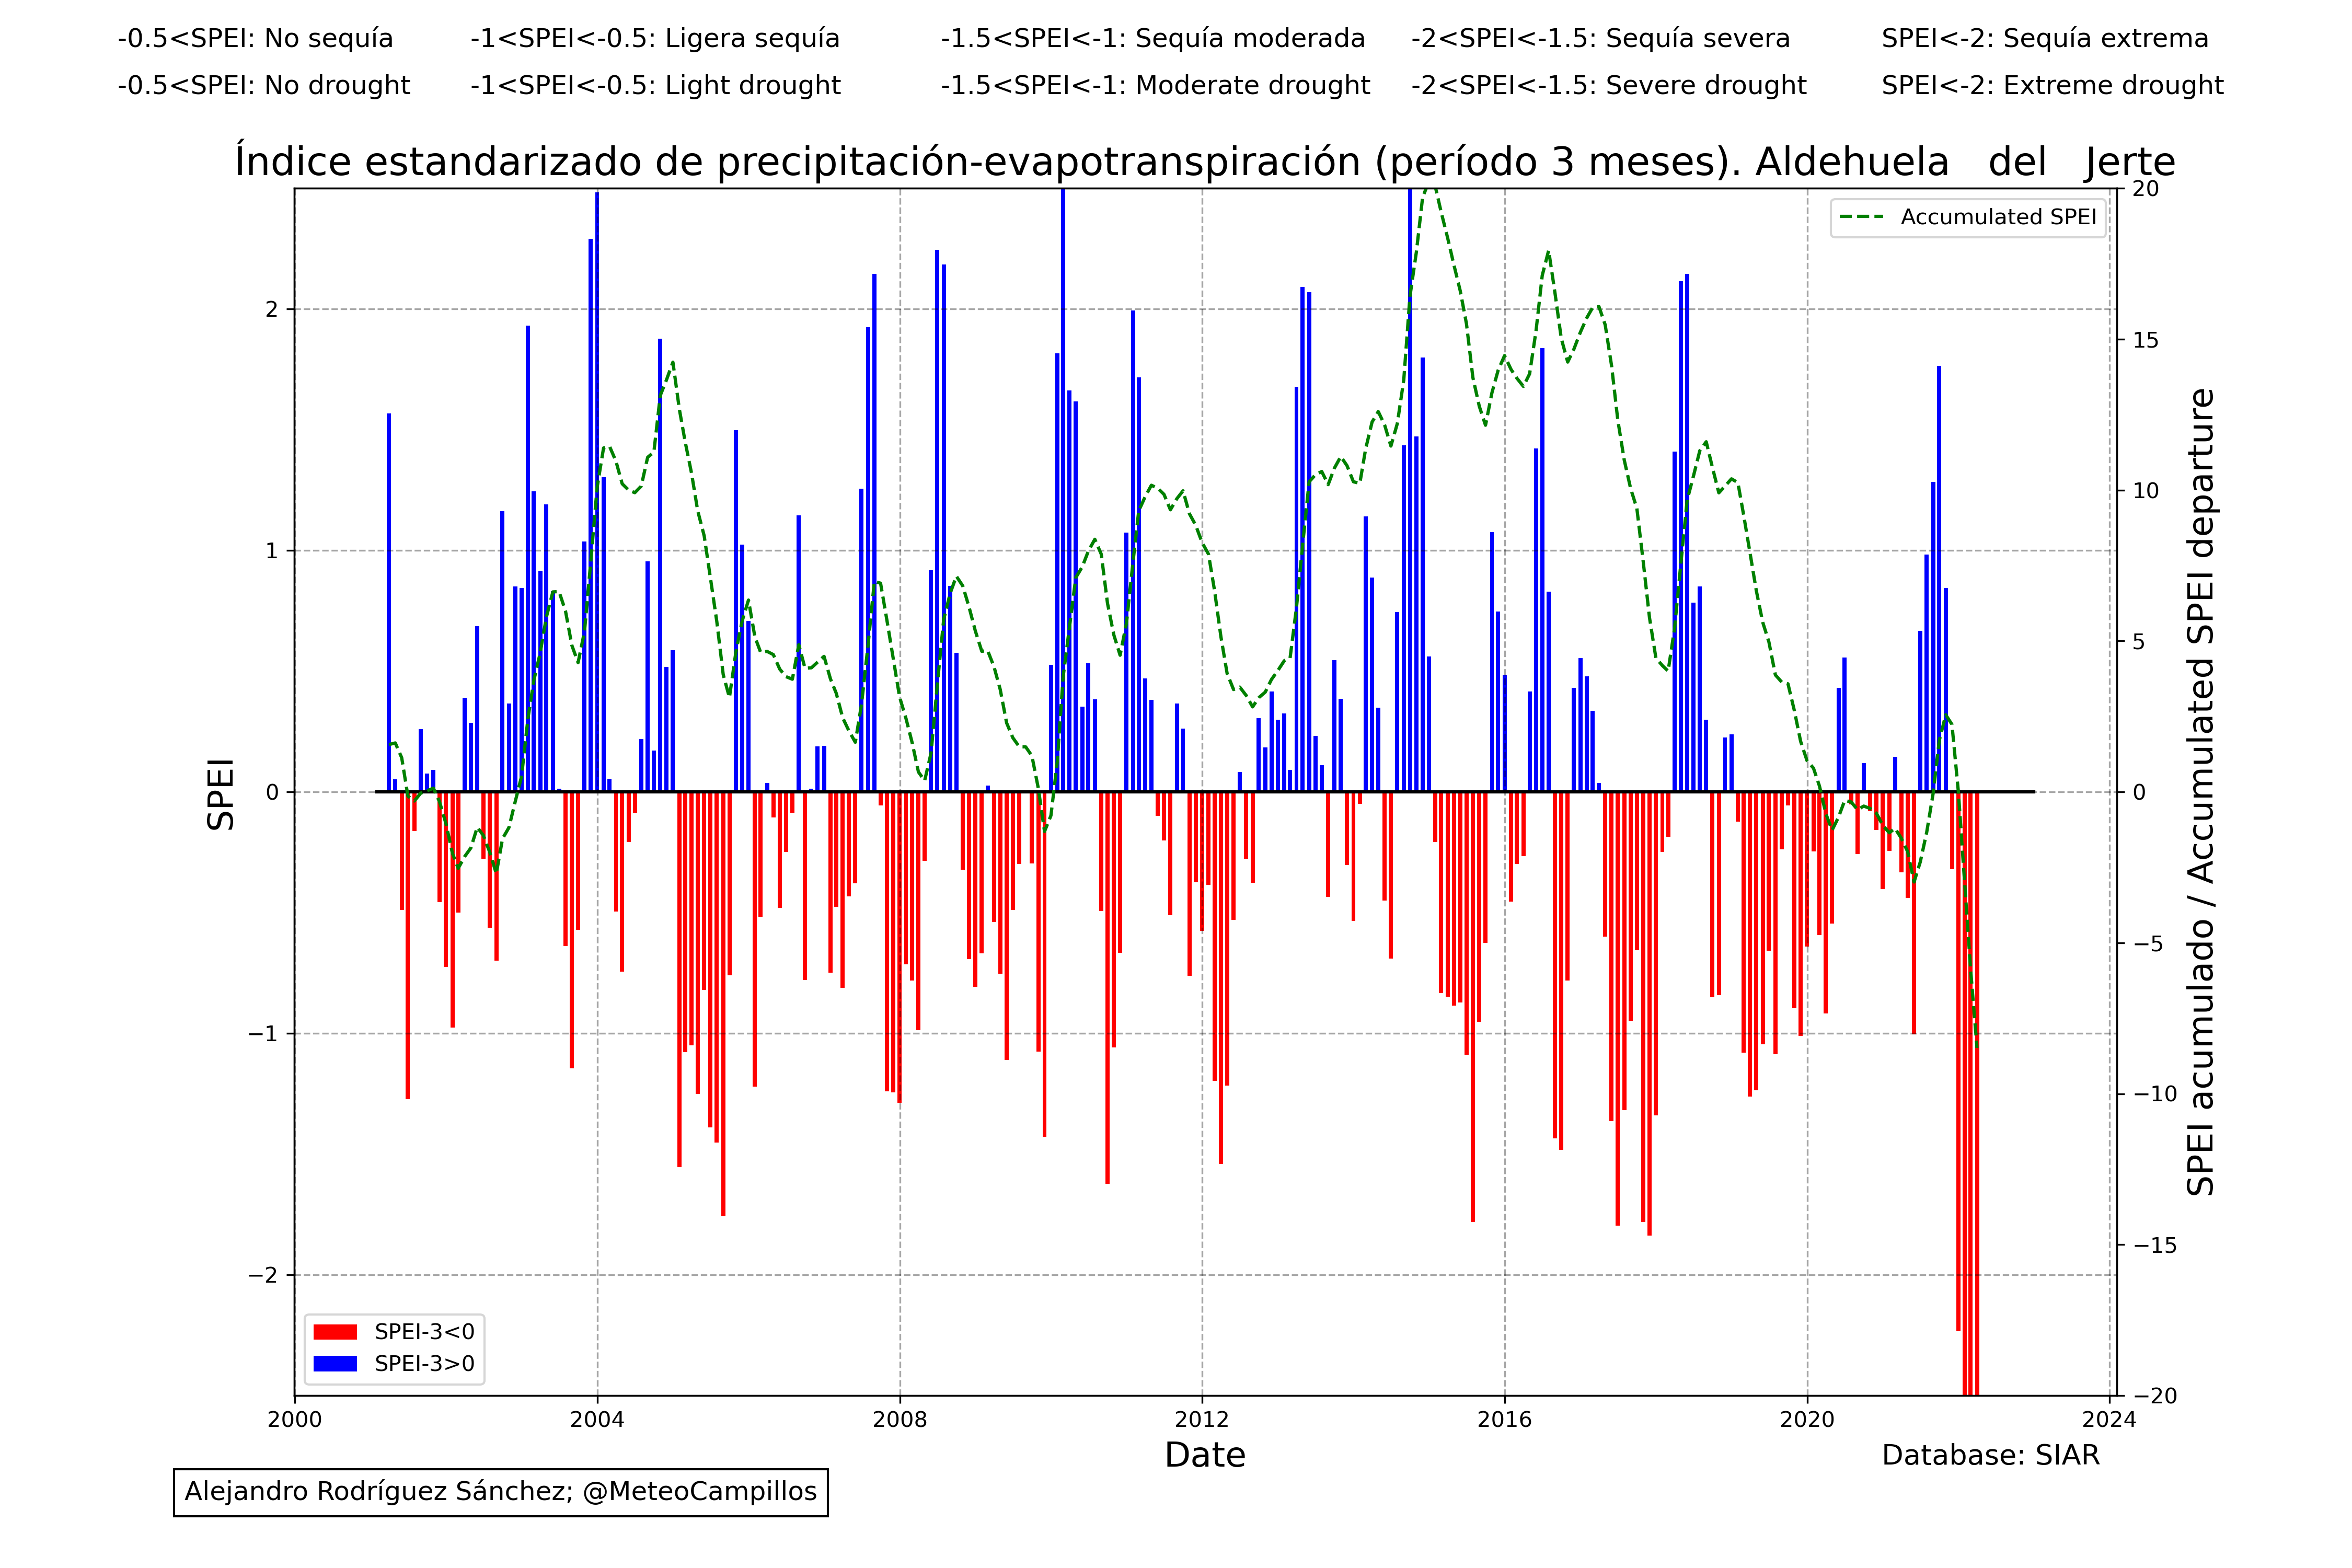 -0.5<SPEI: No sequía -1<SPEI<-0.5: Ligera sequía -1.5<SPEI<-1: Sequía moderada -2<SPEI<-1.5: Sequía severa SPEI<-2: Sequía extrema
-0.5<SPEI: No drought -1<SPEI<-0.5: Light drought -1.5<SPEI<-1: Moderate drought -2<SPEI<-1.5: Severe drought SPEI<-2: Extreme drought
Índice estandarizado de precipitación-evapotranspiración (período 3 meses). Aldehuela del Jerte
Accumulated SPEI
2
1
0
−1
−2
SPEI
20
15
10
5
0
−5
−10
−15
−20
SPEI acumulado / Accumulated SPEI departure
SPEI-3<0
SPEI-3>0
2000 2004 2008 2012 2016 2020 2024
Date
Database: SIAR
Alejandro Rodríguez Sánchez; @MeteoCampillos